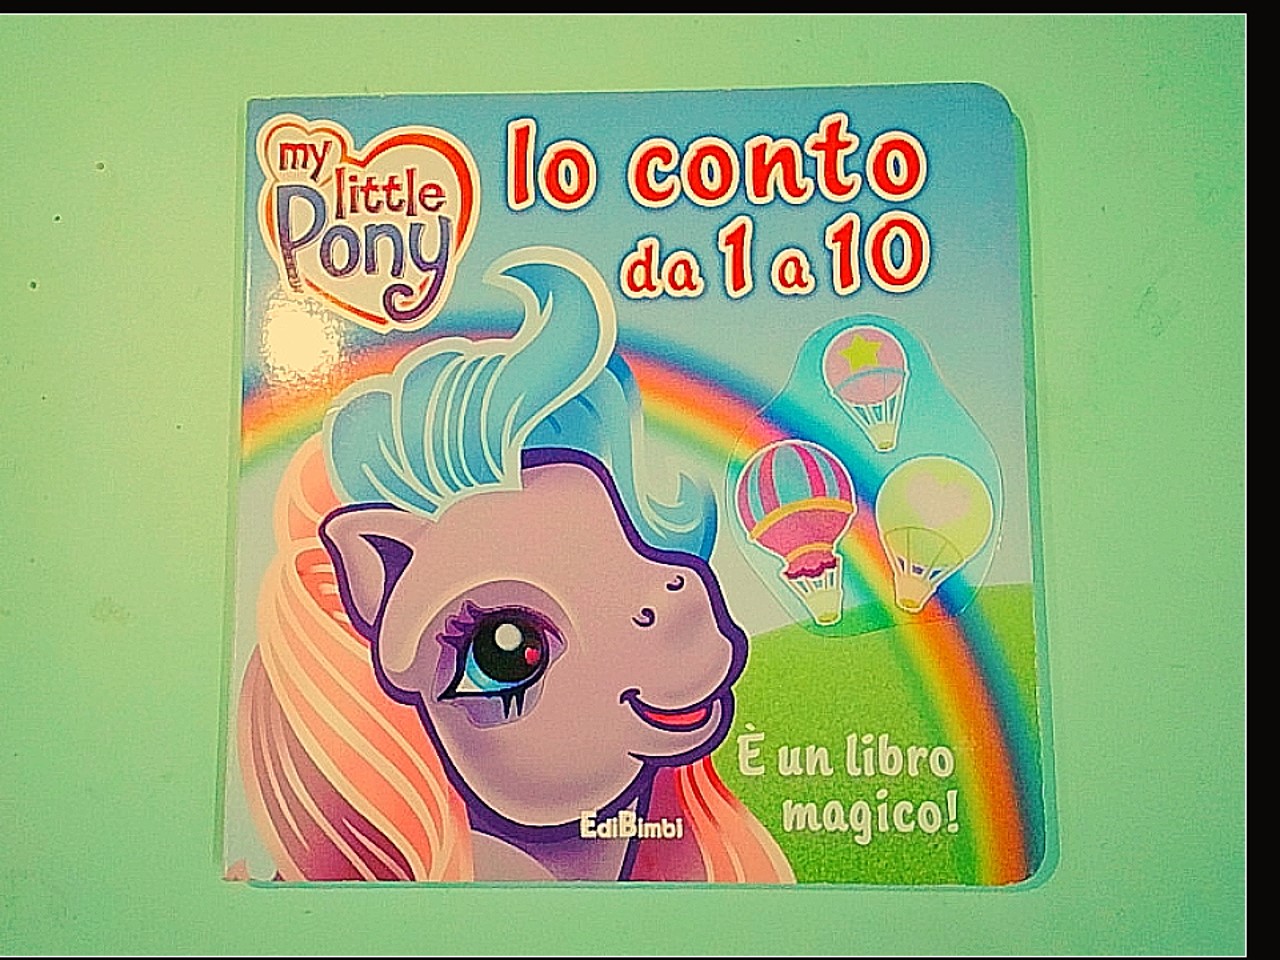 my
little
Pony
Io conto
da 1 a 10
È un libro
magico!
EdiBimbi